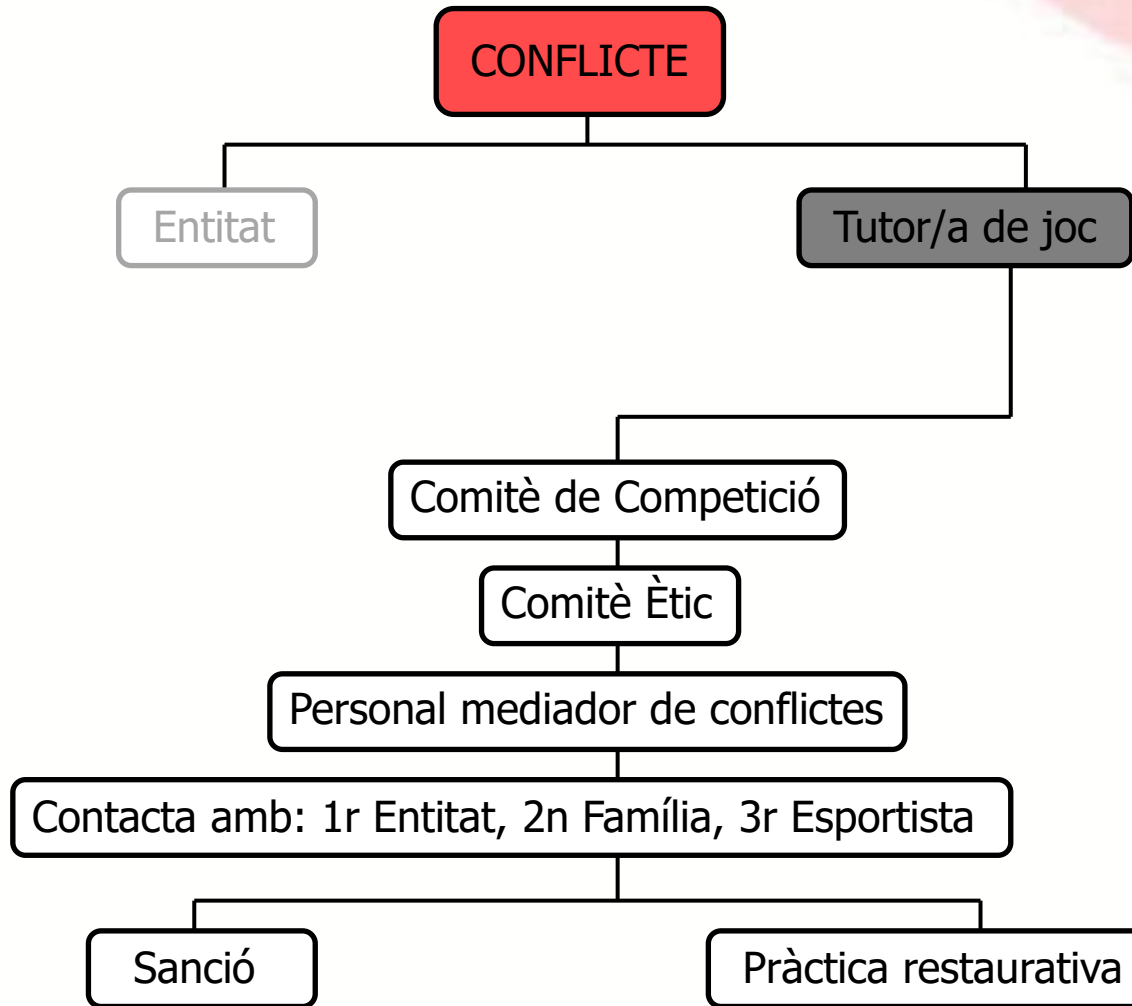 CONFLICTE
Entitat
Tutor/a de joc
Comitè de Competició
Comitè Ètic
Personal mediador de conflictes
Contacta amb: 1r Entitat, 2n Família, 3r Esportista
Sanció
Pràctica restaurativa